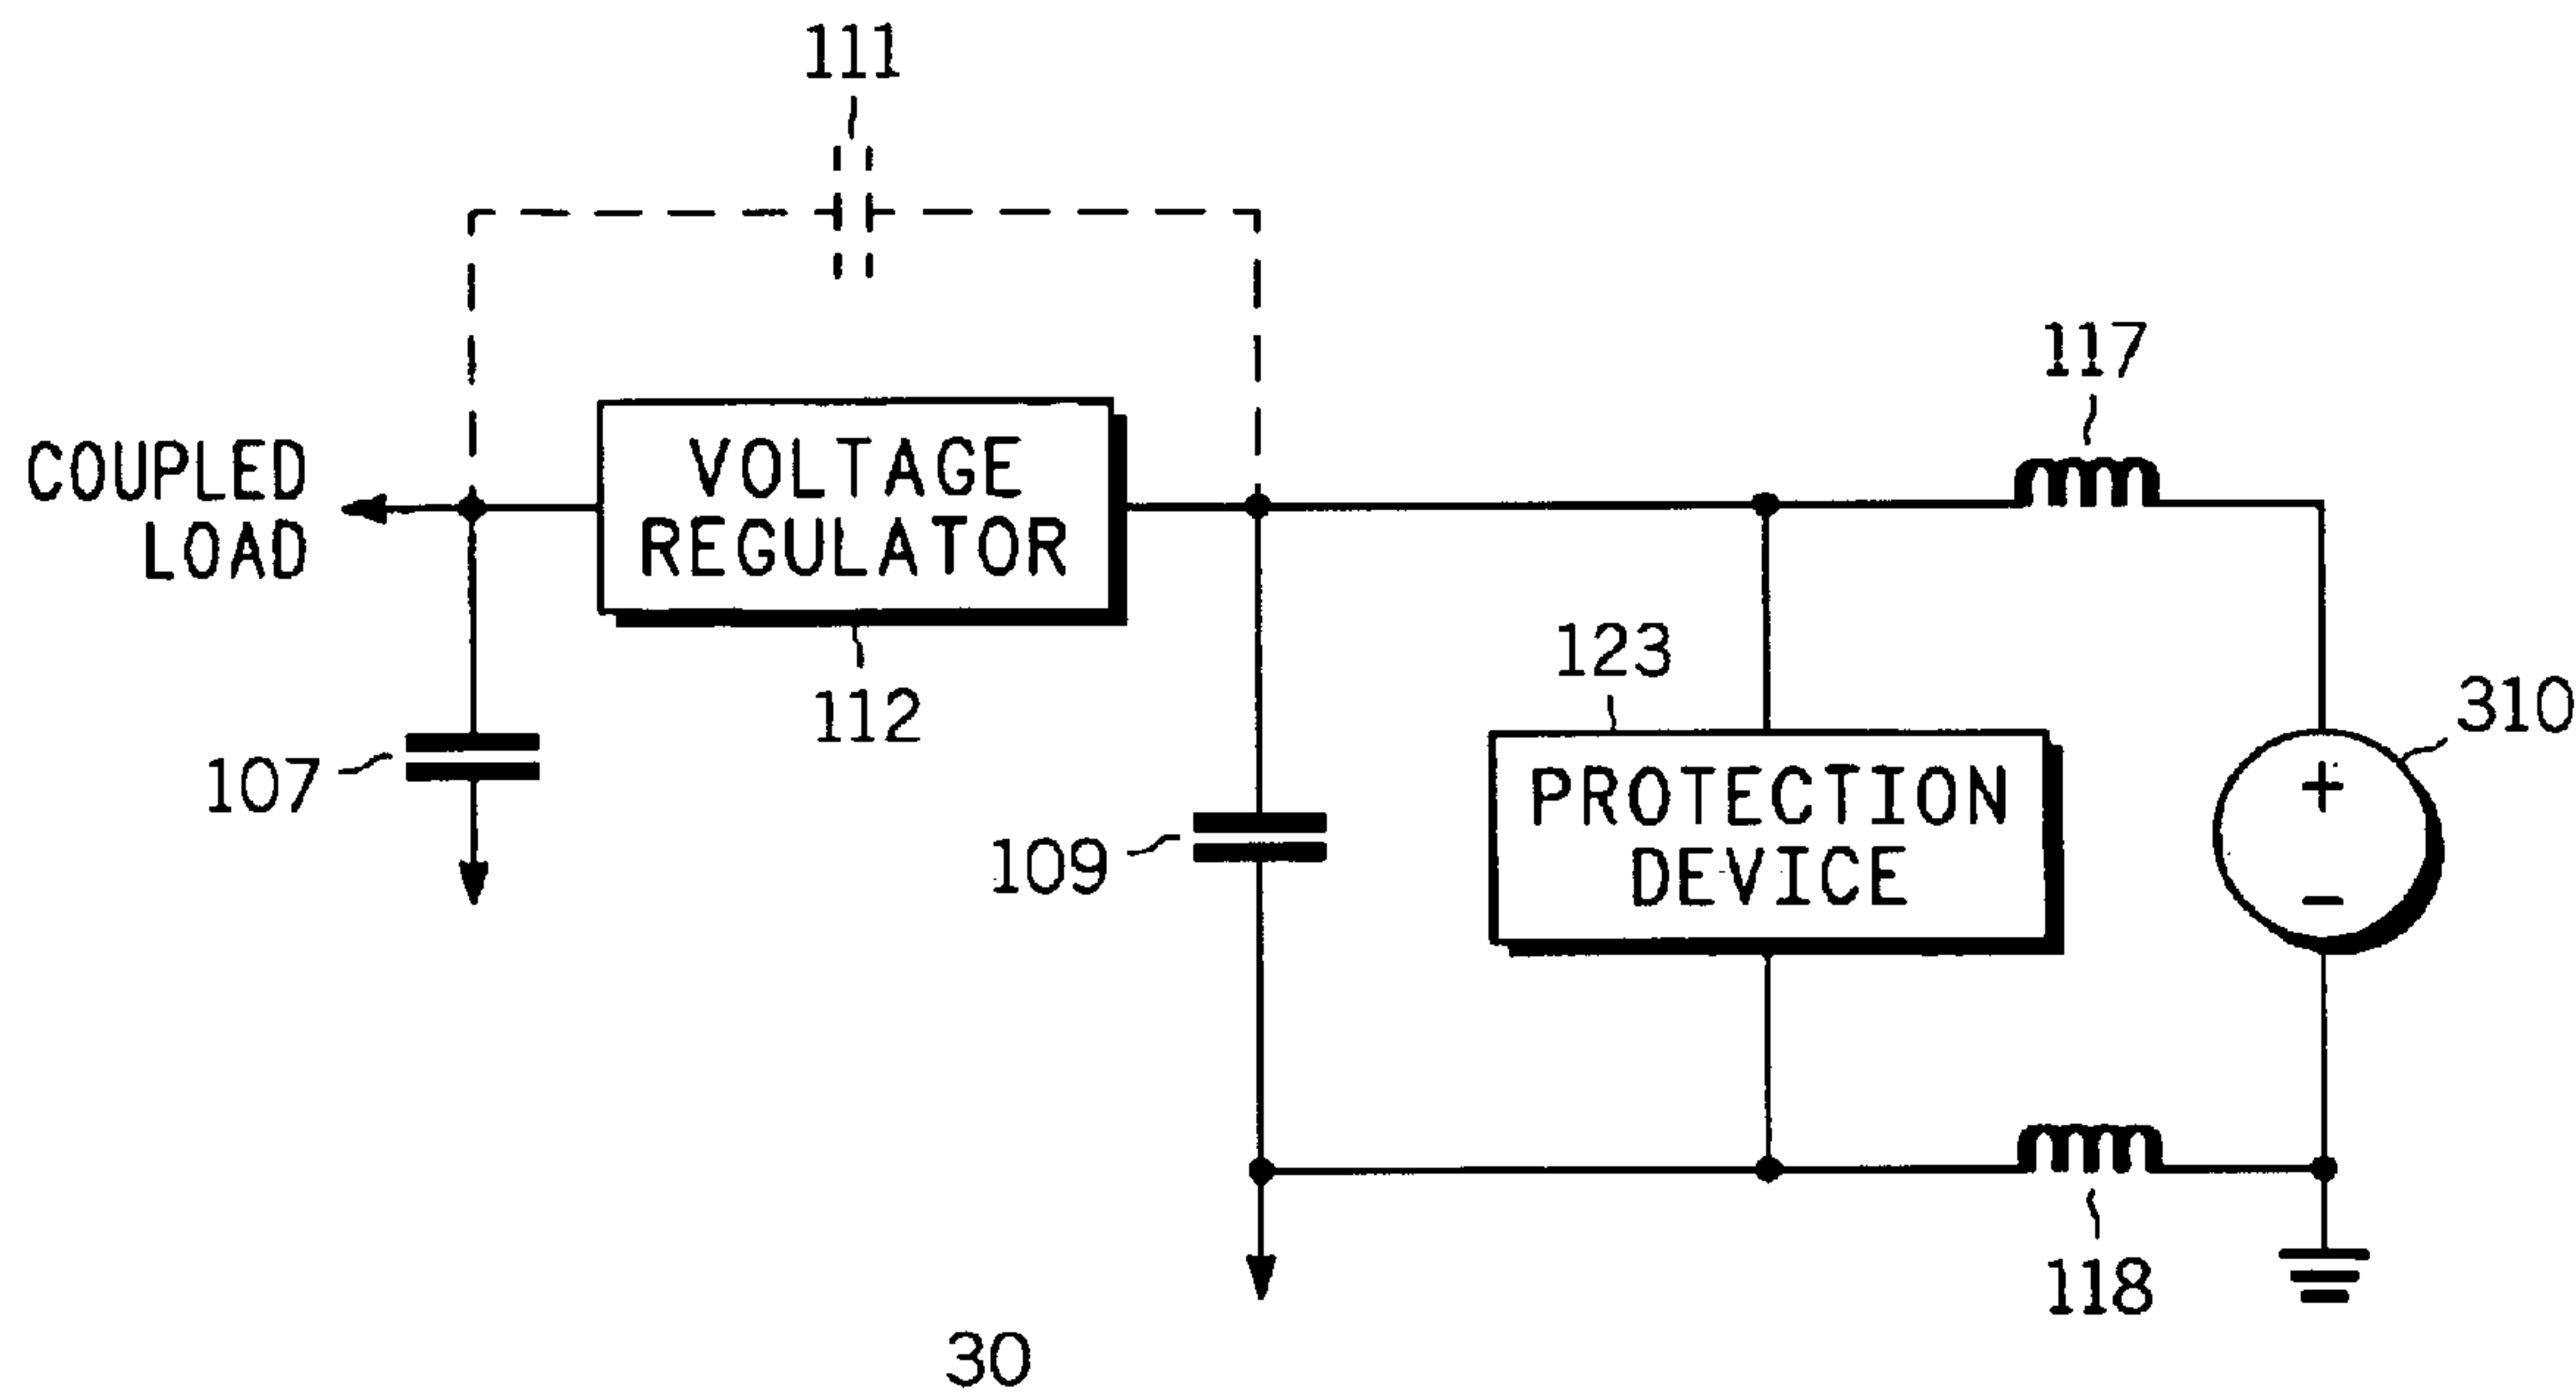 111
117
COUPLED
LOAD
VOLTAGE
REGULATOR
112
123
310
107
109
PROTECTION
DEVICE
+
−
118
30